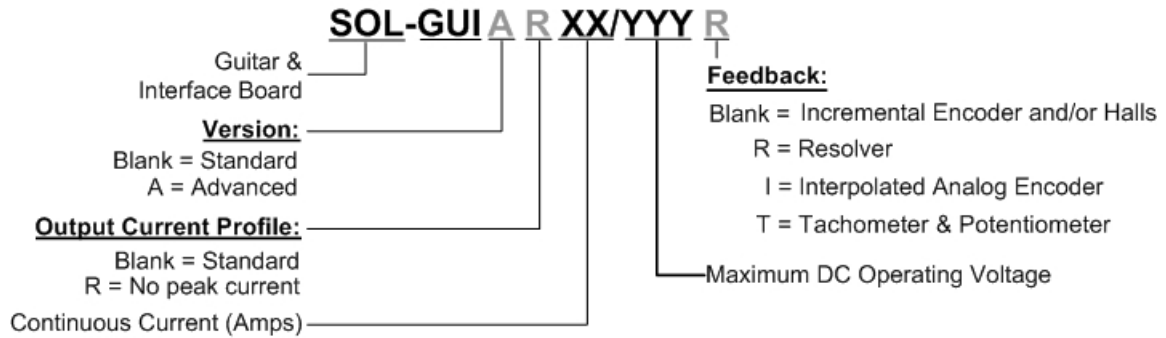 SOL-GUI A R XX/YYY R
Guitar &
Interface Board
Version:
Blank = Standard
A = Advanced
Output Current Profile:
Blank = Standard
R = No peak current
Continuous Current (Amps)
Feedback:
Blank = Incremental Encoder and/or Halls
R = Resolver
I = Interpolated Analog Encoder
T = Tachometer & Potentiometer
Maximum DC Operating Voltage